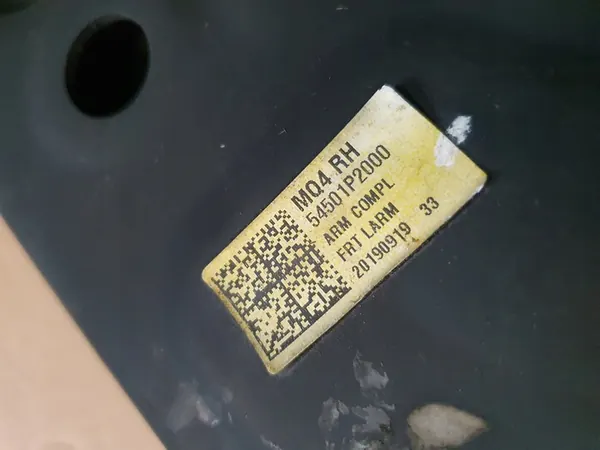 MQ4 RH
54501P2000
ARM COMPL
FRT LARM
20190919 33